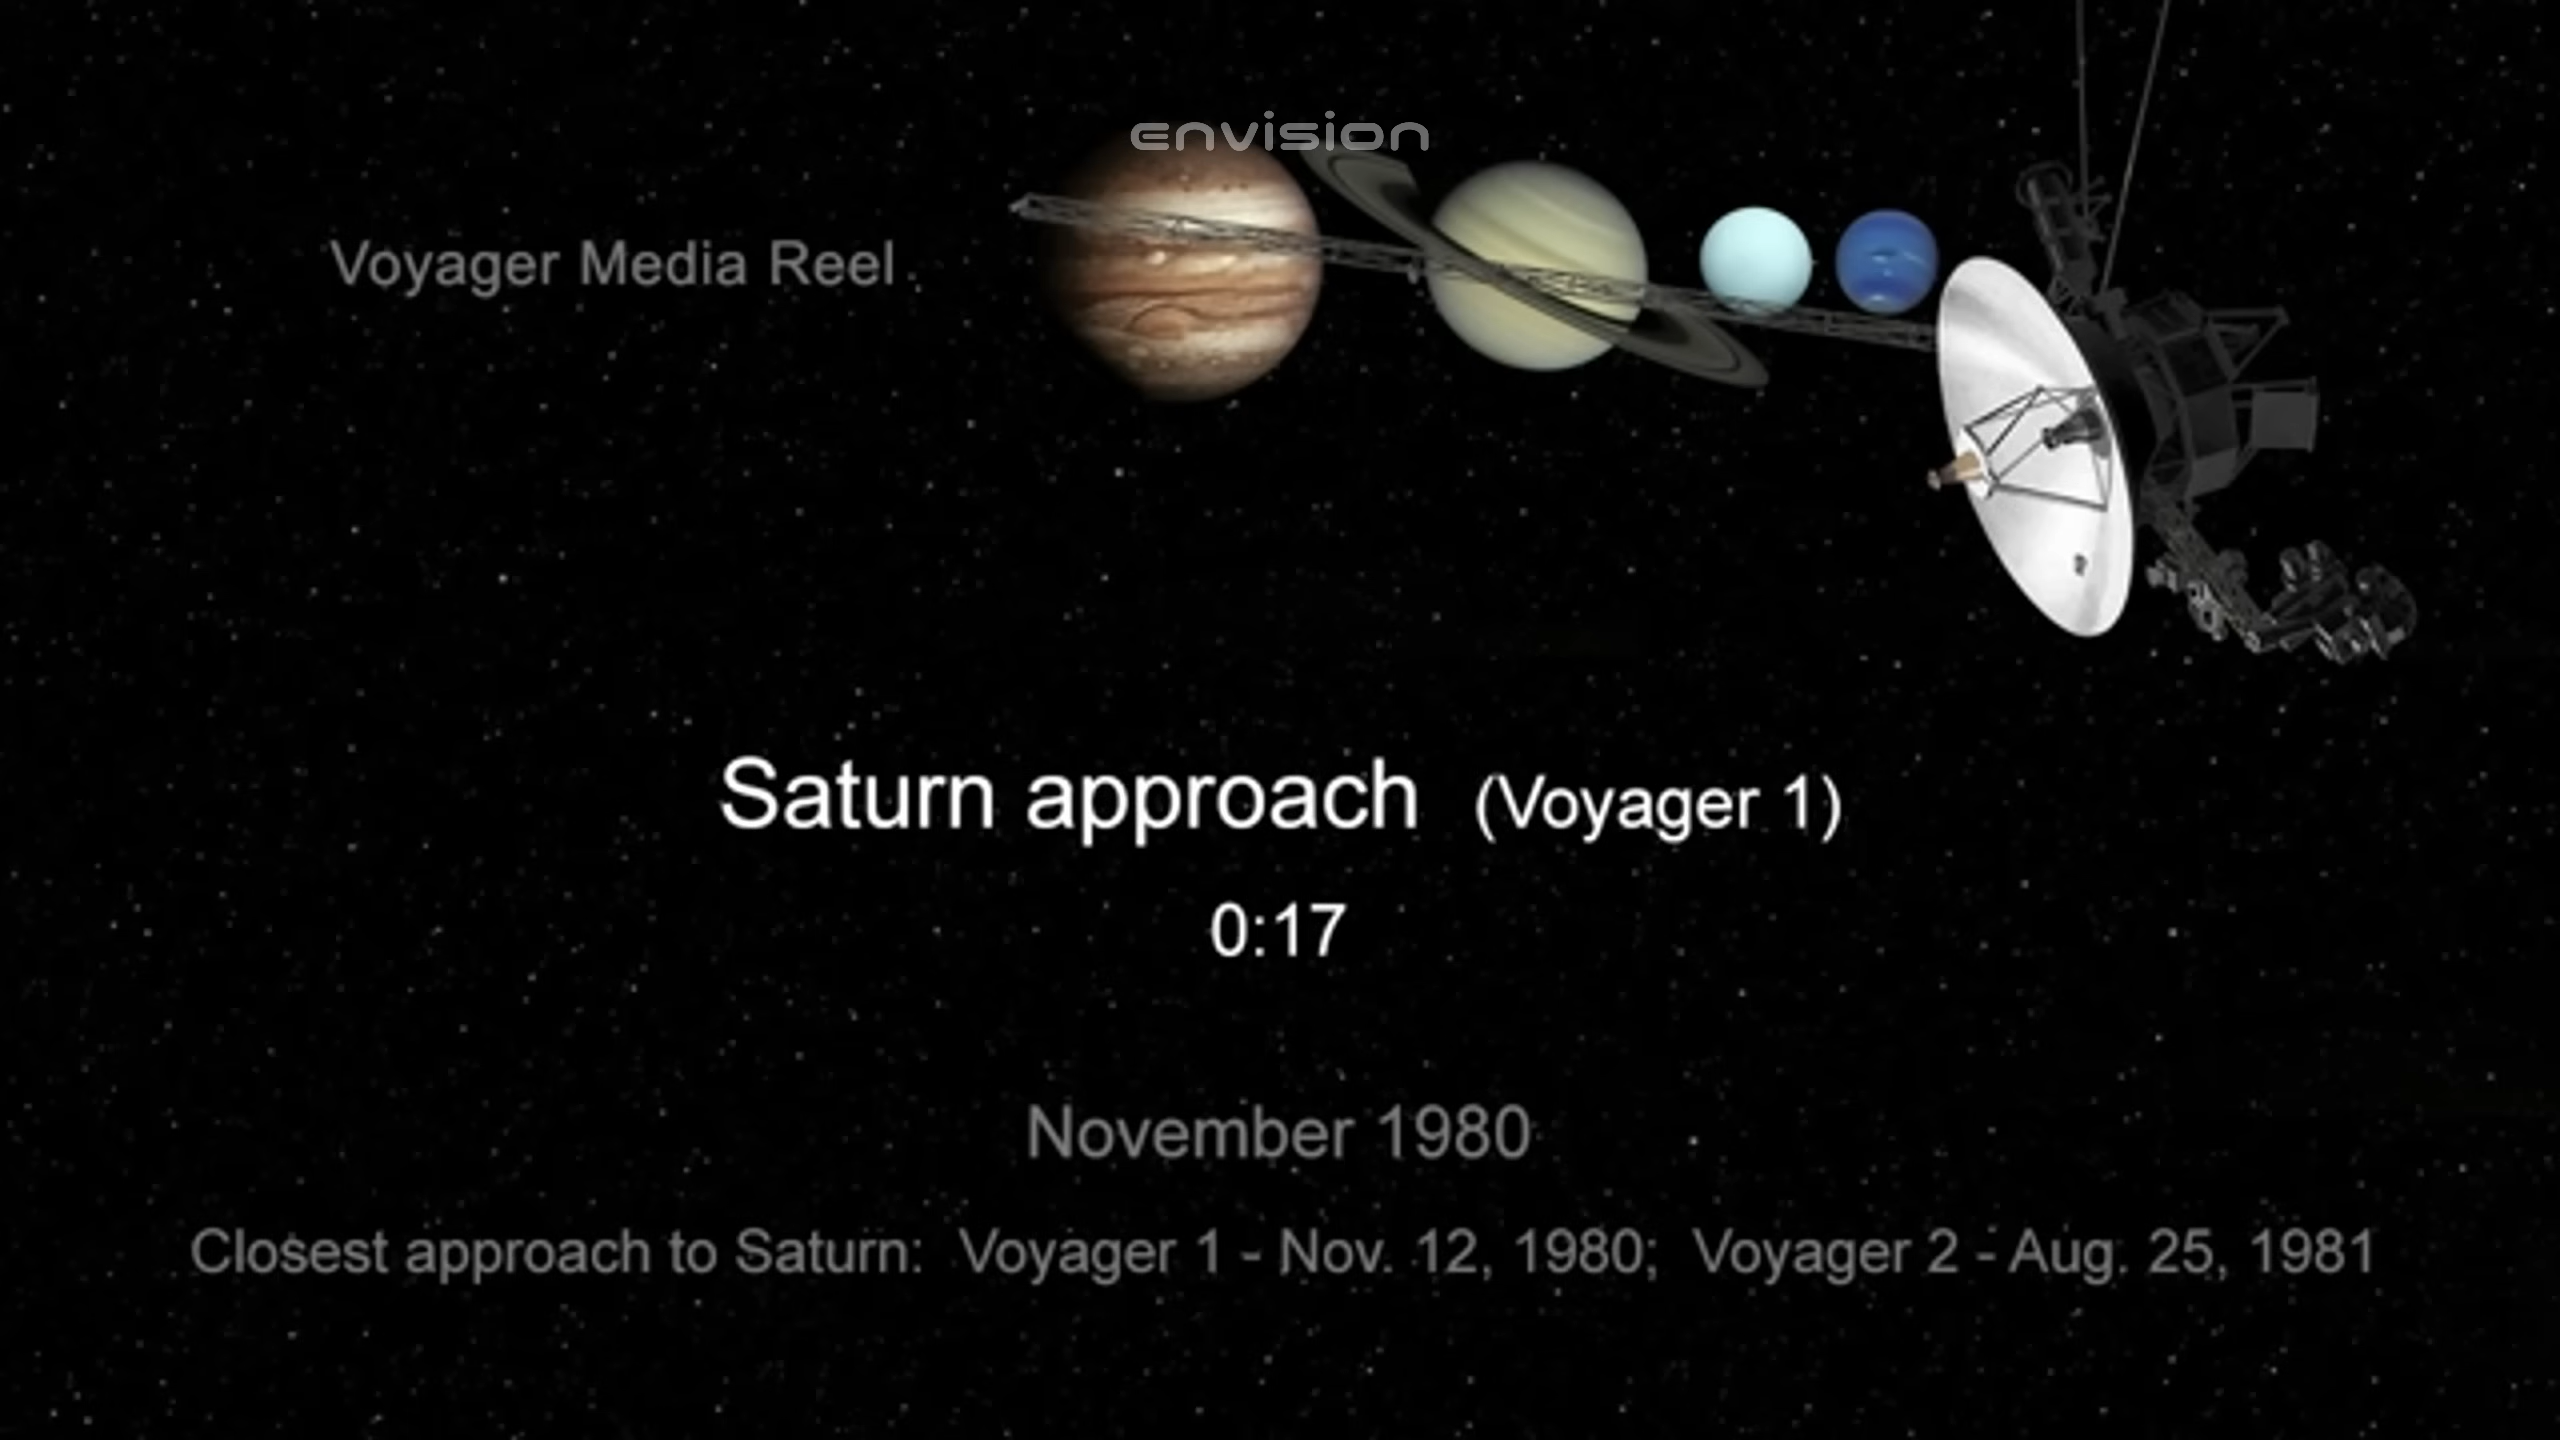 envision
Voyager Media Reel
Saturn approach (Voyager 1)
0:17
November 1980
Closest approach to Saturn: Voyager 1 - Nov. 12, 1980; Voyager 2 - Aug. 25, 1981